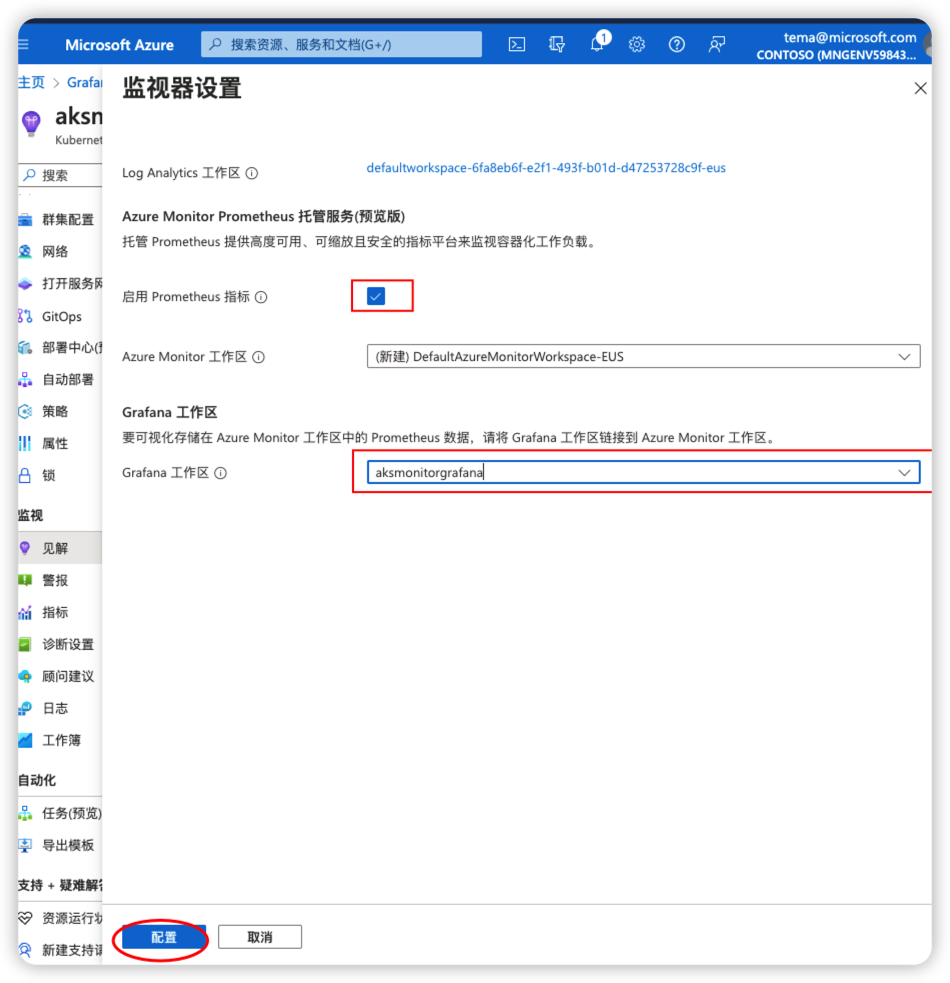 Microsoft Azure
搜索资源、服务和文档(G+/)
1
tema@microsoft.com
CONTOSO (MNGENV59843...
主页 > Grafa
aksm
Kubernet
搜索
群集配置
网络
打开服务网
GitOps
部署中心(预
自动部署
策略
属性
锁
监视
见解
警报
指标
诊断设置
顾问建议
日志
工作簿
自动化
任务(预览)
导出模板
支持 + 疑难解答
资源运行状
新建支持请
监视器设置
Log Analytics 工作区
defaultworkspace-6fa8eb6f-e2f1-493f-b01d-d47253728c9f-eus
Azure Monitor Prometheus 托管服务(预览版)
托管 Prometheus 提供高度可用、可缩放且安全的指标平台来监视容器化工作负载。
启用 Prometheus 指标
Azure Monitor 工作区
(新建) DefaultAzureMonitorWorkspace-EUS
Grafana 工作区
要可视化存储在 Azure Monitor 工作区中的 Prometheus 数据，请将 Grafana 工作区链接到 Azure Monitor 工作区。
Grafana 工作区
aksmonitorgrafana
配置
取消